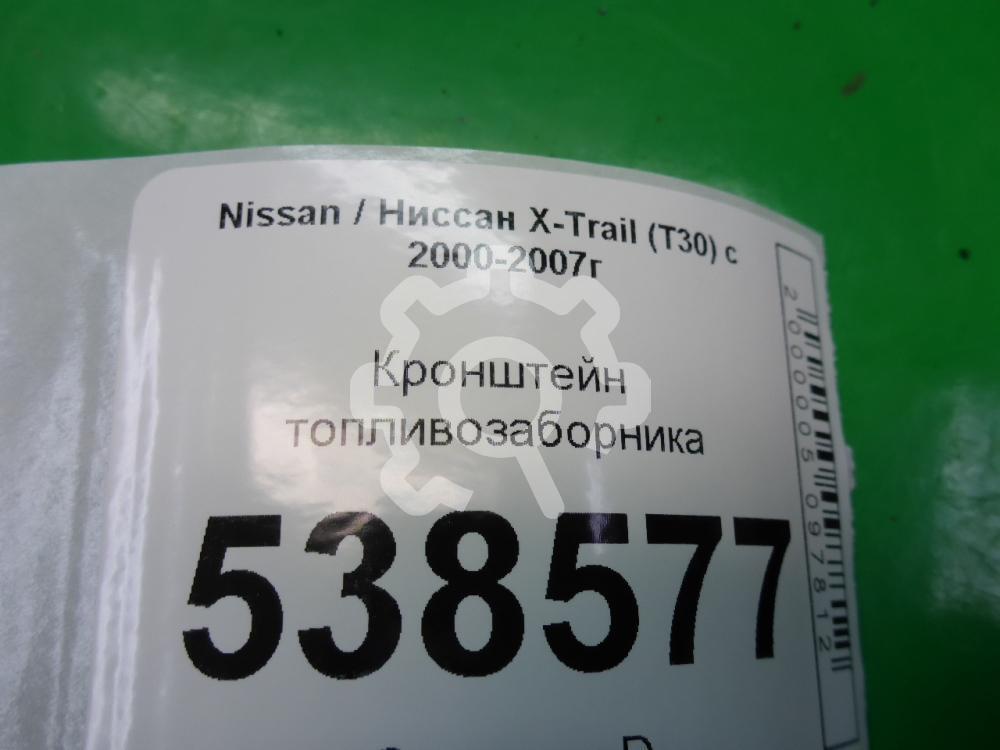 Nissan / Ниссан X-Trail (T30) с
2000-2007г
Кронштейн
топливозаборника
538577
2000005097812